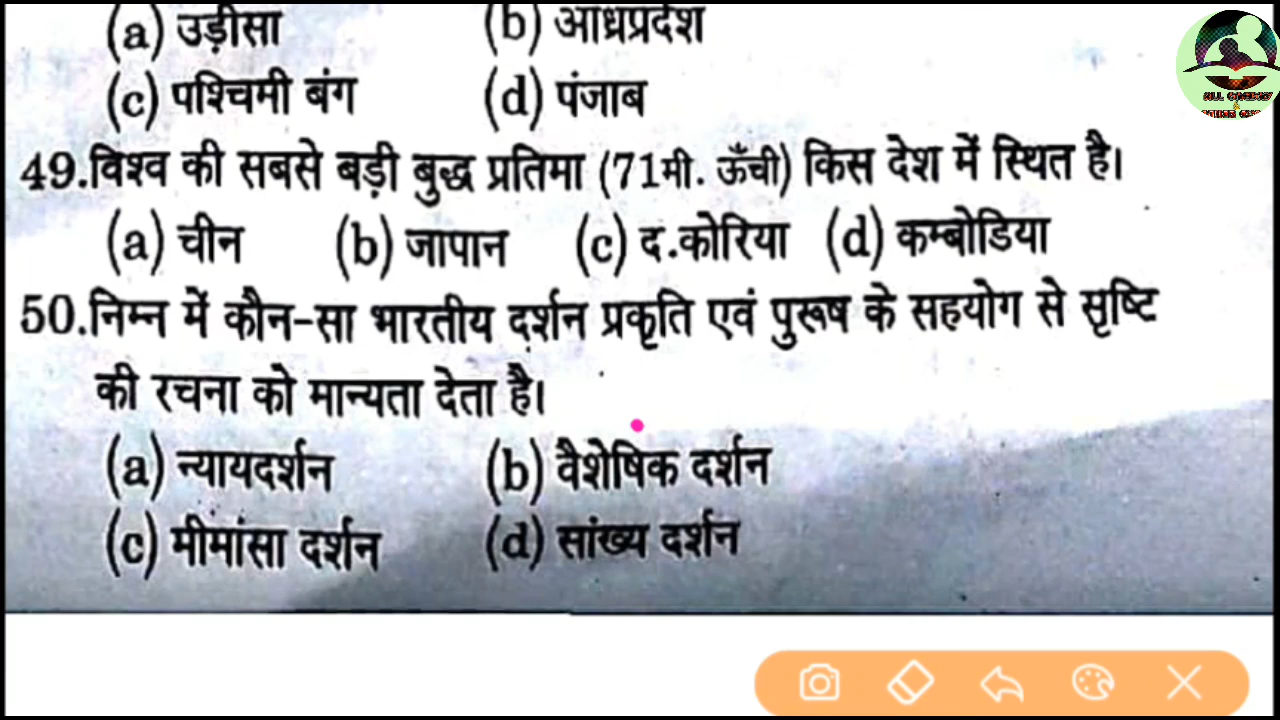 (a) उड़ीसा (b) आंध्रप्रदेश
(c) पश्चिमी बंग (d) पंजाब
49.विश्व की सबसे बड़ी बुद्ध प्रतिमा (71मी. ऊँची) किस देश में स्थित है।
(a) चीन (b) जापान (c) द.कोरिया (d) कम्बोडिया
50.निम्न में कौन-सा भारतीय दर्शन प्रकृति एवं पुरूष के सहयोग से सृष्टि
की रचना को मान्यता देता है।
(a) न्यायदर्शन (b) वैशेषिक दर्शन
(c) मीमांसा दर्शन (d) सांख्य दर्शन